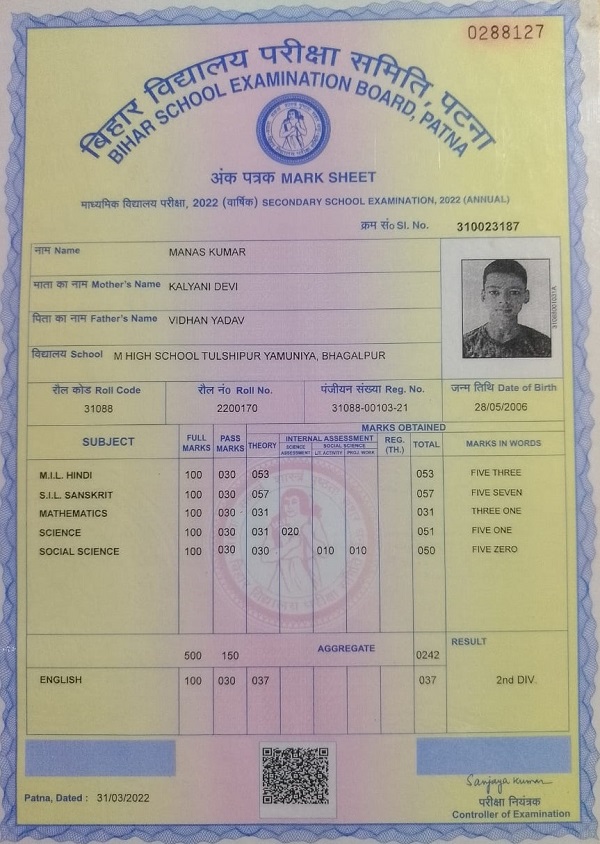 0288127
बिहार विद्यालय परीक्षा समिति, पटना
BIHAR SCHOOL EXAMINATION BOARD, PATNA
अंक पत्रक MARK SHEET
माध्यमिक विद्यालय परीक्षा, 2022 (वार्षिक) SECONDARY SCHOOL EXAMINATION, 2022 (ANNUAL)
क्रम सं० Sl. No. 310023187
नाम Name MANAS KUMAR
माता का नाम Mother's Name KALYANI DEVI
पिता का नाम Father's Name VIDHAN YADAV
विद्यालय School M HIGH SCHOOL TULSHIPUR YAMUNIYA, BHAGALPUR
रौल कोड Roll Code रौल नं० Roll No. पंजीयन संख्या Reg. No. जन्म तिथि Date of Birth
31088 2200170 31088-00103-21 28/05/2006
MARKS OBTAINED
SUBJECT FULL MARKS PASS MARKS THEORY INTERNAL ASSESSMENT REG. (TH.) TOTAL MARKS IN WORDS
SCIENCE ASSESSMENT SOCIAL SCIENCE
LIT. ACTIVITY PROJ. WORK
M.I.L. HINDI 100 030 053 053 FIVE THREE
S.I.L. SANSKRIT 100 030 057 057 FIVE SEVEN
MATHEMATICS 100 030 031 031 THREE ONE
SCIENCE 100 030 031 020 051 FIVE ONE
SOCIAL SCIENCE 100 030 030 010 010 050 FIVE ZERO
RESULT
500 150 AGGREGATE 0242
ENGLISH 100 030 037 037 2nd DIV.
Sanjaya Kumar
Patna, Dated : 31/03/2022
परीक्षा नियंत्रक
Controller of Examination